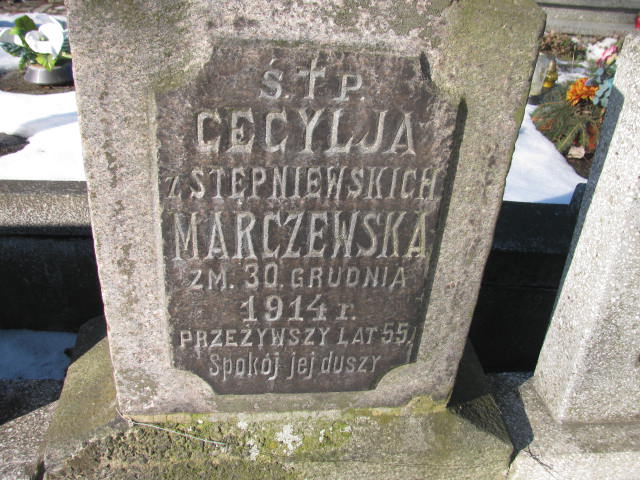 Ś † P.
CECYLJA
z STĘPNIEWSKICH
MARCZEWSKA
ZM. 30. GRUDNIA
1914 r.
PRZEŻYWSZY LAT 55.
Spokój jej duszy